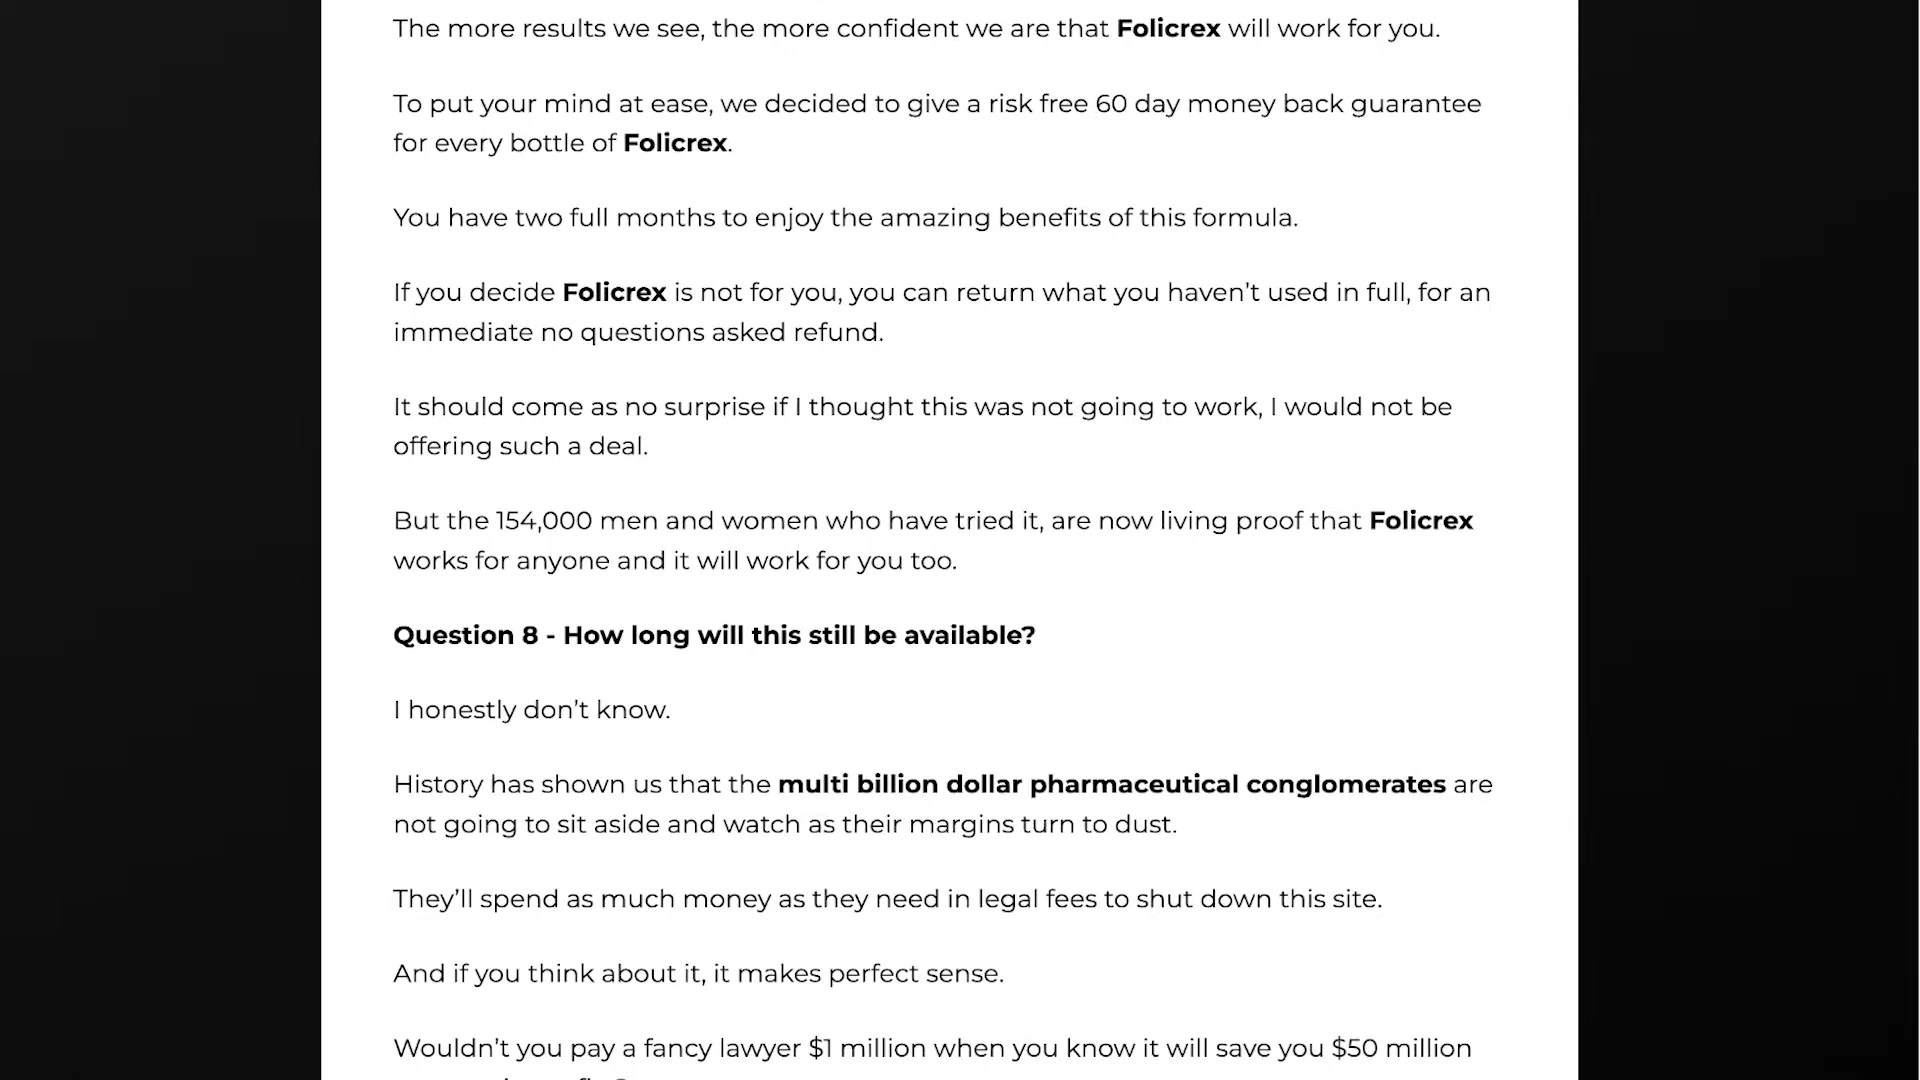 The more results we see, the more confident we are that Folicrex will work for you.
To put your mind at ease, we decided to give a risk free 60 day money back guarantee
for every bottle of Folicrex.
You have two full months to enjoy the amazing benefits of this formula.
If you decide Folicrex is not for you, you can return what you haven’t used in full, for an
immediate no questions asked refund.
It should come as no surprise if I thought this was not going to work, I would not be
offering such a deal.
But the 154,000 men and women who have tried it, are now living proof that Folicrex
works for anyone and it will work for you too.
Question 8 - How long will this still be available?
I honestly don’t know.
History has shown us that the multi billion dollar pharmaceutical conglomerates are
not going to sit aside and watch as their margins turn to dust.
They’ll spend as much money as they need in legal fees to shut down this site.
And if you think about it, it makes perfect sense.
Wouldn’t you pay a fancy lawyer $1 million when you know it will save you $50 million